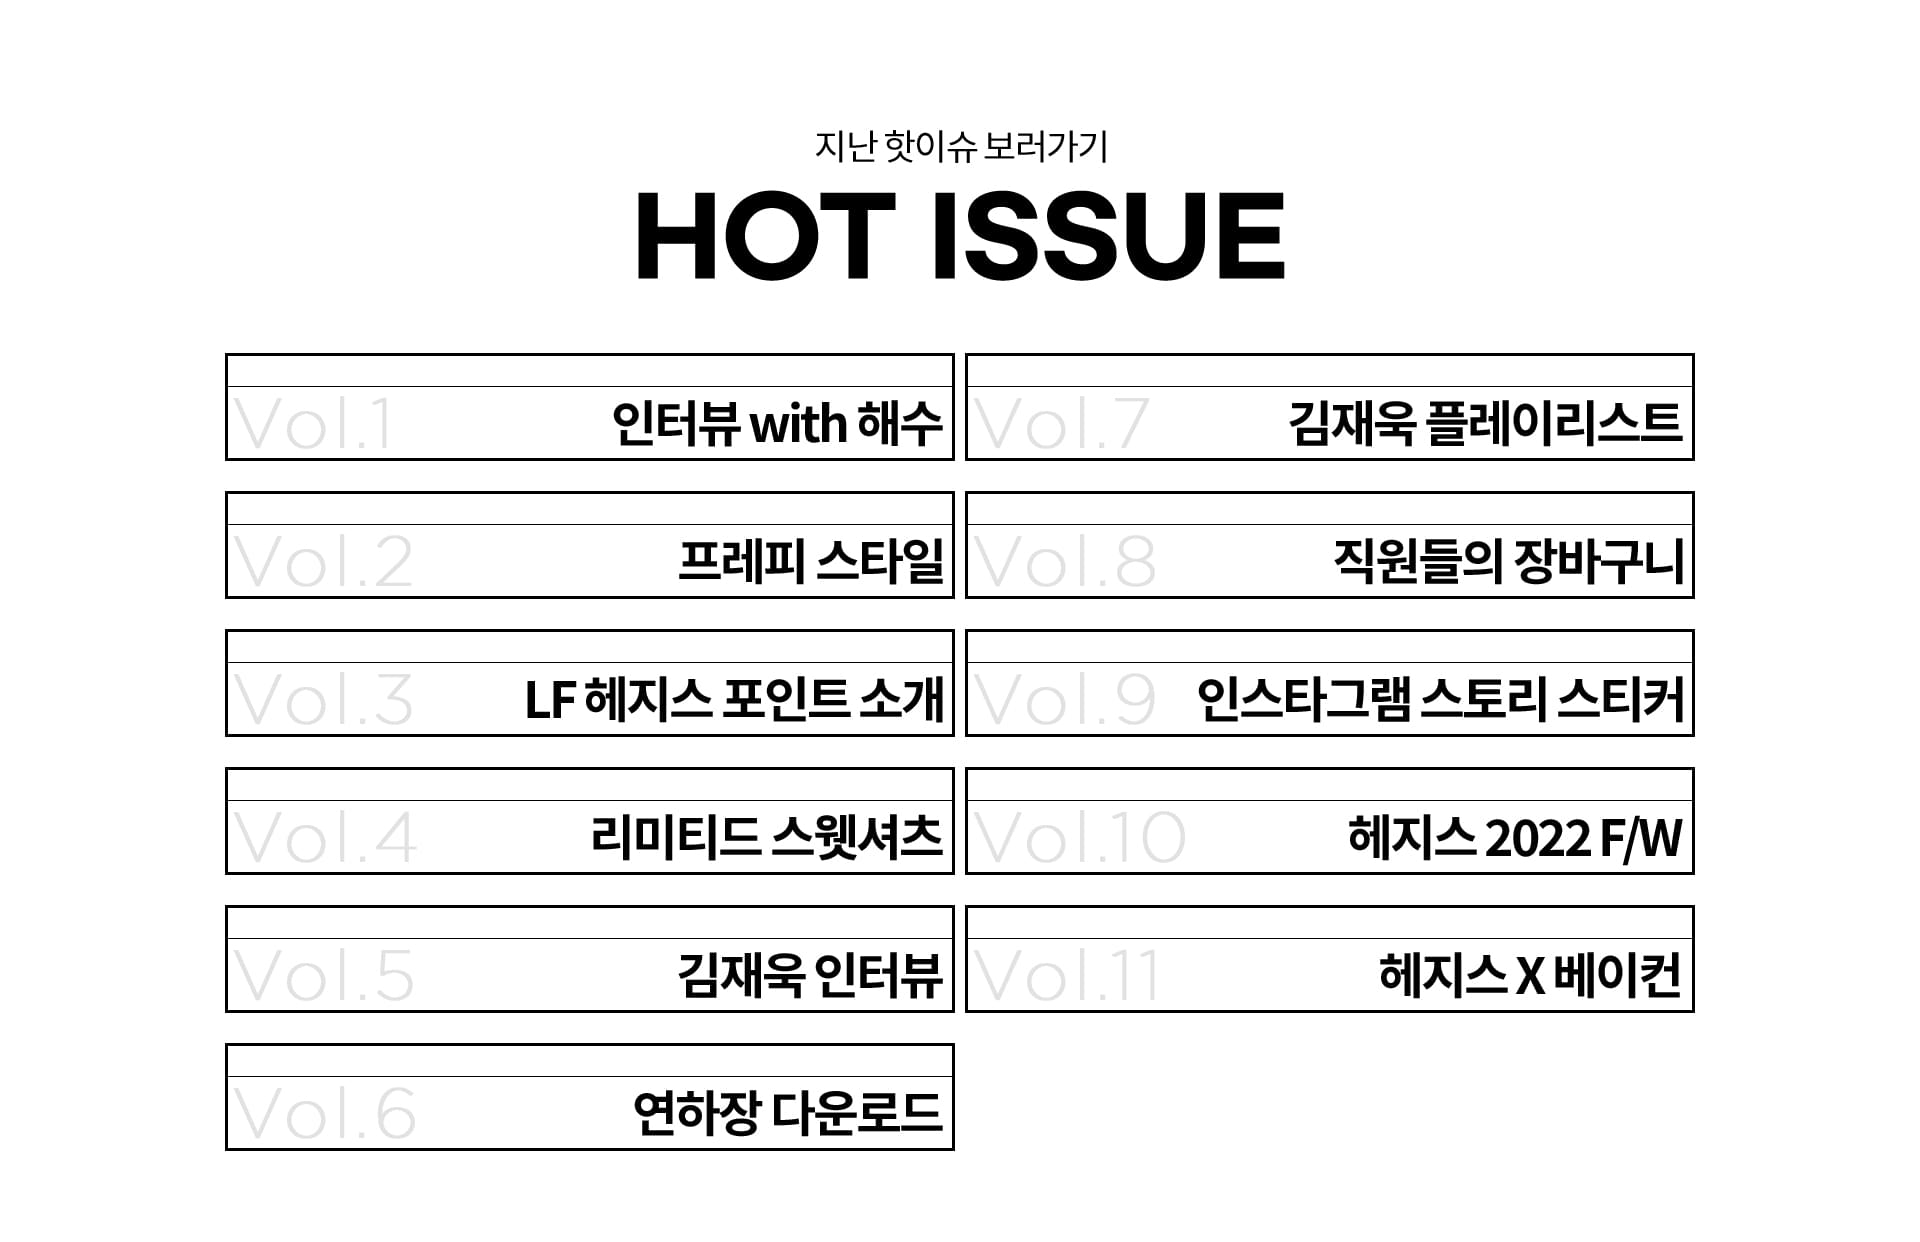 지난 핫이슈 보러가기
HOT ISSUE
Vol.1 인터뷰 with 해수
Vol.2 프레피 스타일
Vol.3 LF 헤지스 포인트 소개
Vol.4 리미티드 스웻셔츠
Vol.5 김재욱 인터뷰
Vol.6 연하장 다운로드
Vol.7 김재욱 플레이리스트
Vol.8 직원들의 장바구니
Vol.9 인스타그램 스토리 스티커
Vol.10 헤지스 2022 F/W
Vol.11 헤지스 X 베이컨